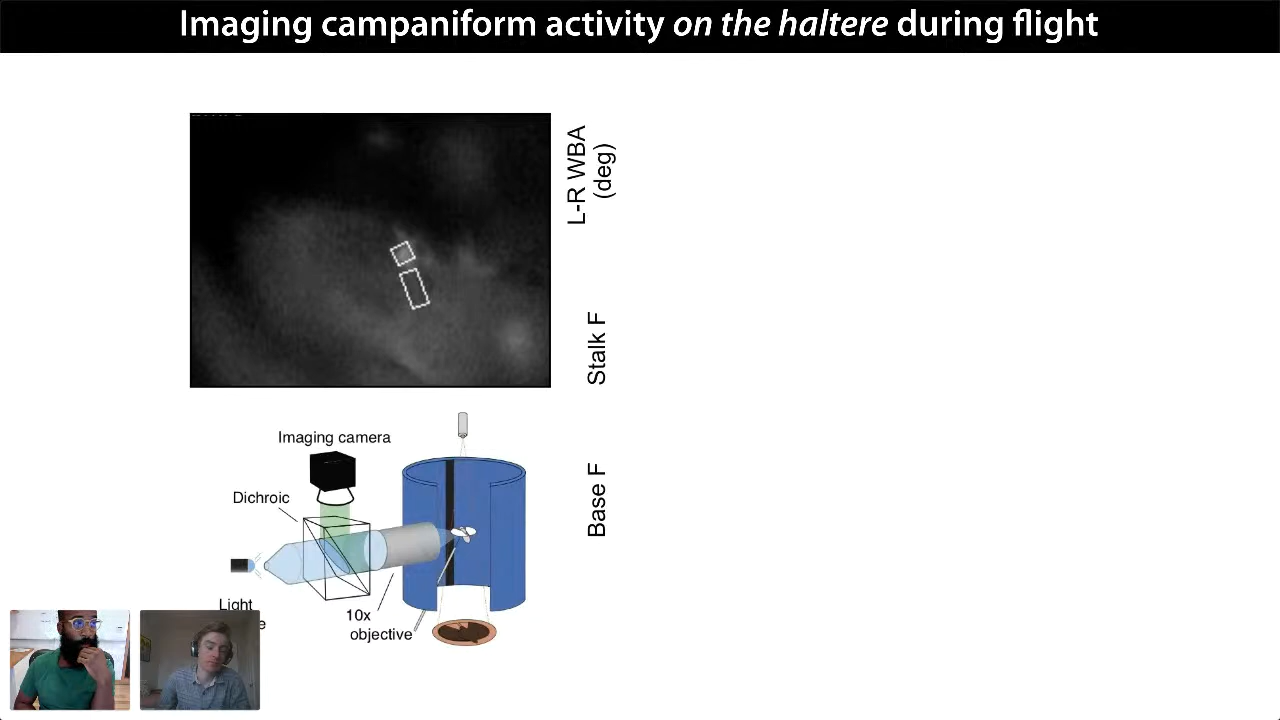 Imaging campaniform activity on the haltere during flight
L-R WBA
(deg)
Stalk F
Base F
Imaging camera
Dichroic
Light
10x
objective